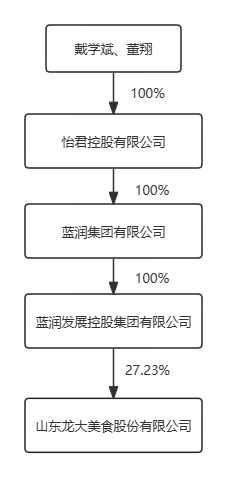 戴学斌、董翔
100%
怡君控股有限公司
100%
蓝润集团有限公司
100%
蓝润发展控股集团有限公司
27.23%
山东龙大美食股份有限公司